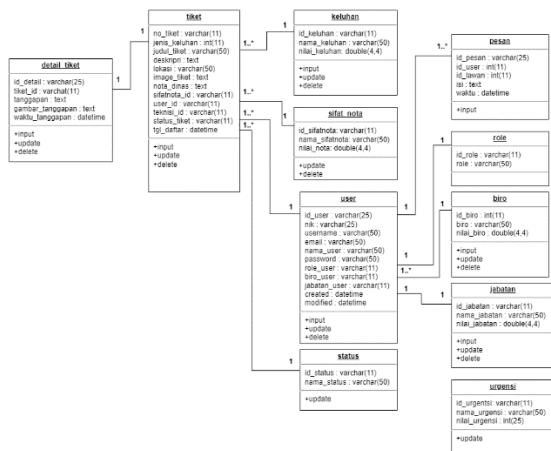 tiket
no_tiket : varchar(11)
jenis_keluhan : int(11)
judul_tiket : varchar(50)
deskripri : text
lokasi : varchar(50)
image_tiket : text
nota_dinas : text
sifatnota_id : varchar(11)
user_id : varchar(11)
teknisi_id : varchar(11)
status_tiket : varchar(11)
tgl_daftar : datetime
+input
+update
+delete
detail_tiket
id_detail : varchar(25)
tiket_id : varchat(11)
tanggapan : text
gambar_tanggapan : text
waktu_tanggapan : datetime
+input
+update
+delete
1
1
keluhan
id_keluhan : varchar(11)
nama_keluhan : varchar(50)
nilai_keluhan : double(4,4)
+input
+update
+delete
1
1..*
sifat_nota
id_sifatnota : varchar(11)
nama_sifatnota : varchar(50)
nilai_nota : double(4,4)
+input
+update
+delete
1..*
1
1..*
1..*
user
id_user : varchar(25)
nik : varchar(25)
username : varchar(50)
email : varchar(50)
nama_user : varchar(50)
password : varchar(50)
role_user : varchar(11)
biro_user : varchar(11)
jabatan_user : varchar(11)
created : datetime
modified : datetime
+input
+update
+delete
1
1
status
id_status : varchar(11)
nama_status : varchar(50)
+update
1
pesan
id_pesan : varchar(25)
id_user : int(11)
id_lawan : int(11)
isi : text
waktu : datetime
+input
1..*
role
id_role : varchar(11)
role : varchar(50)
1
1
biro
id_biro : int(11)
biro : varchar(50)
nilai_biro : double(4,4)
+input
+update
+delete
1
1..*
jabatan
id_jabatan : varchar(11)
nama_jabatan : varchar(50)
nilai_jabatan : double(4,4)
+input
+update
+delete
1
1
urgensi
id_urgentsi : varchar(11)
nama_urgensi : varchar(50)
nilai_urgensi : int(25)
+update